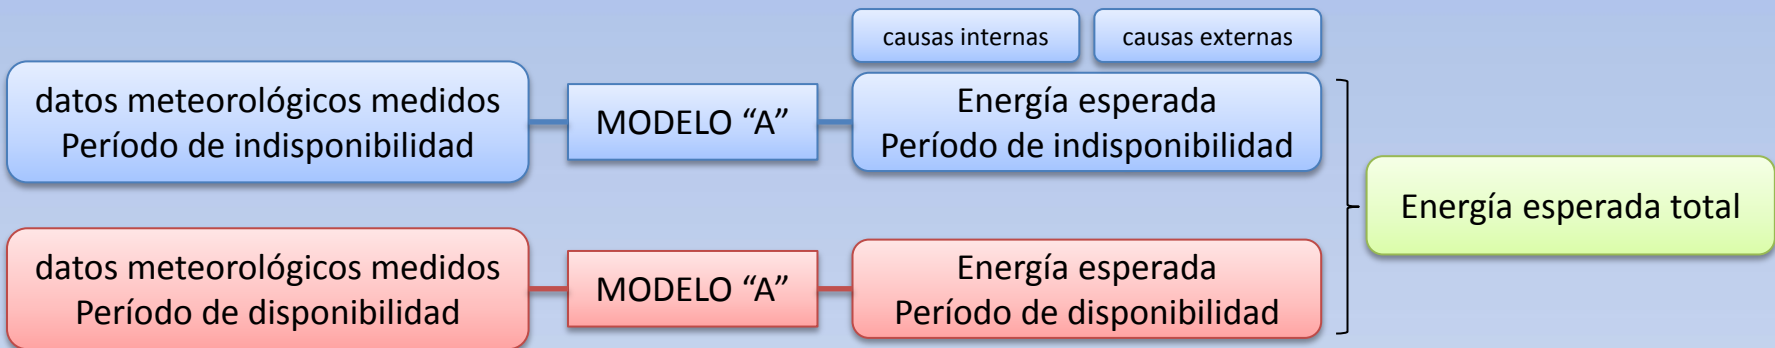 causas internas
causas externas
datos meteorológicos medidos
Período de indisponibilidad
MODELO “A”
Energía esperada
Período de indisponibilidad
Energía esperada total
datos meteorológicos medidos
Período de disponibilidad
MODELO “A”
Energía esperada
Período de disponibilidad